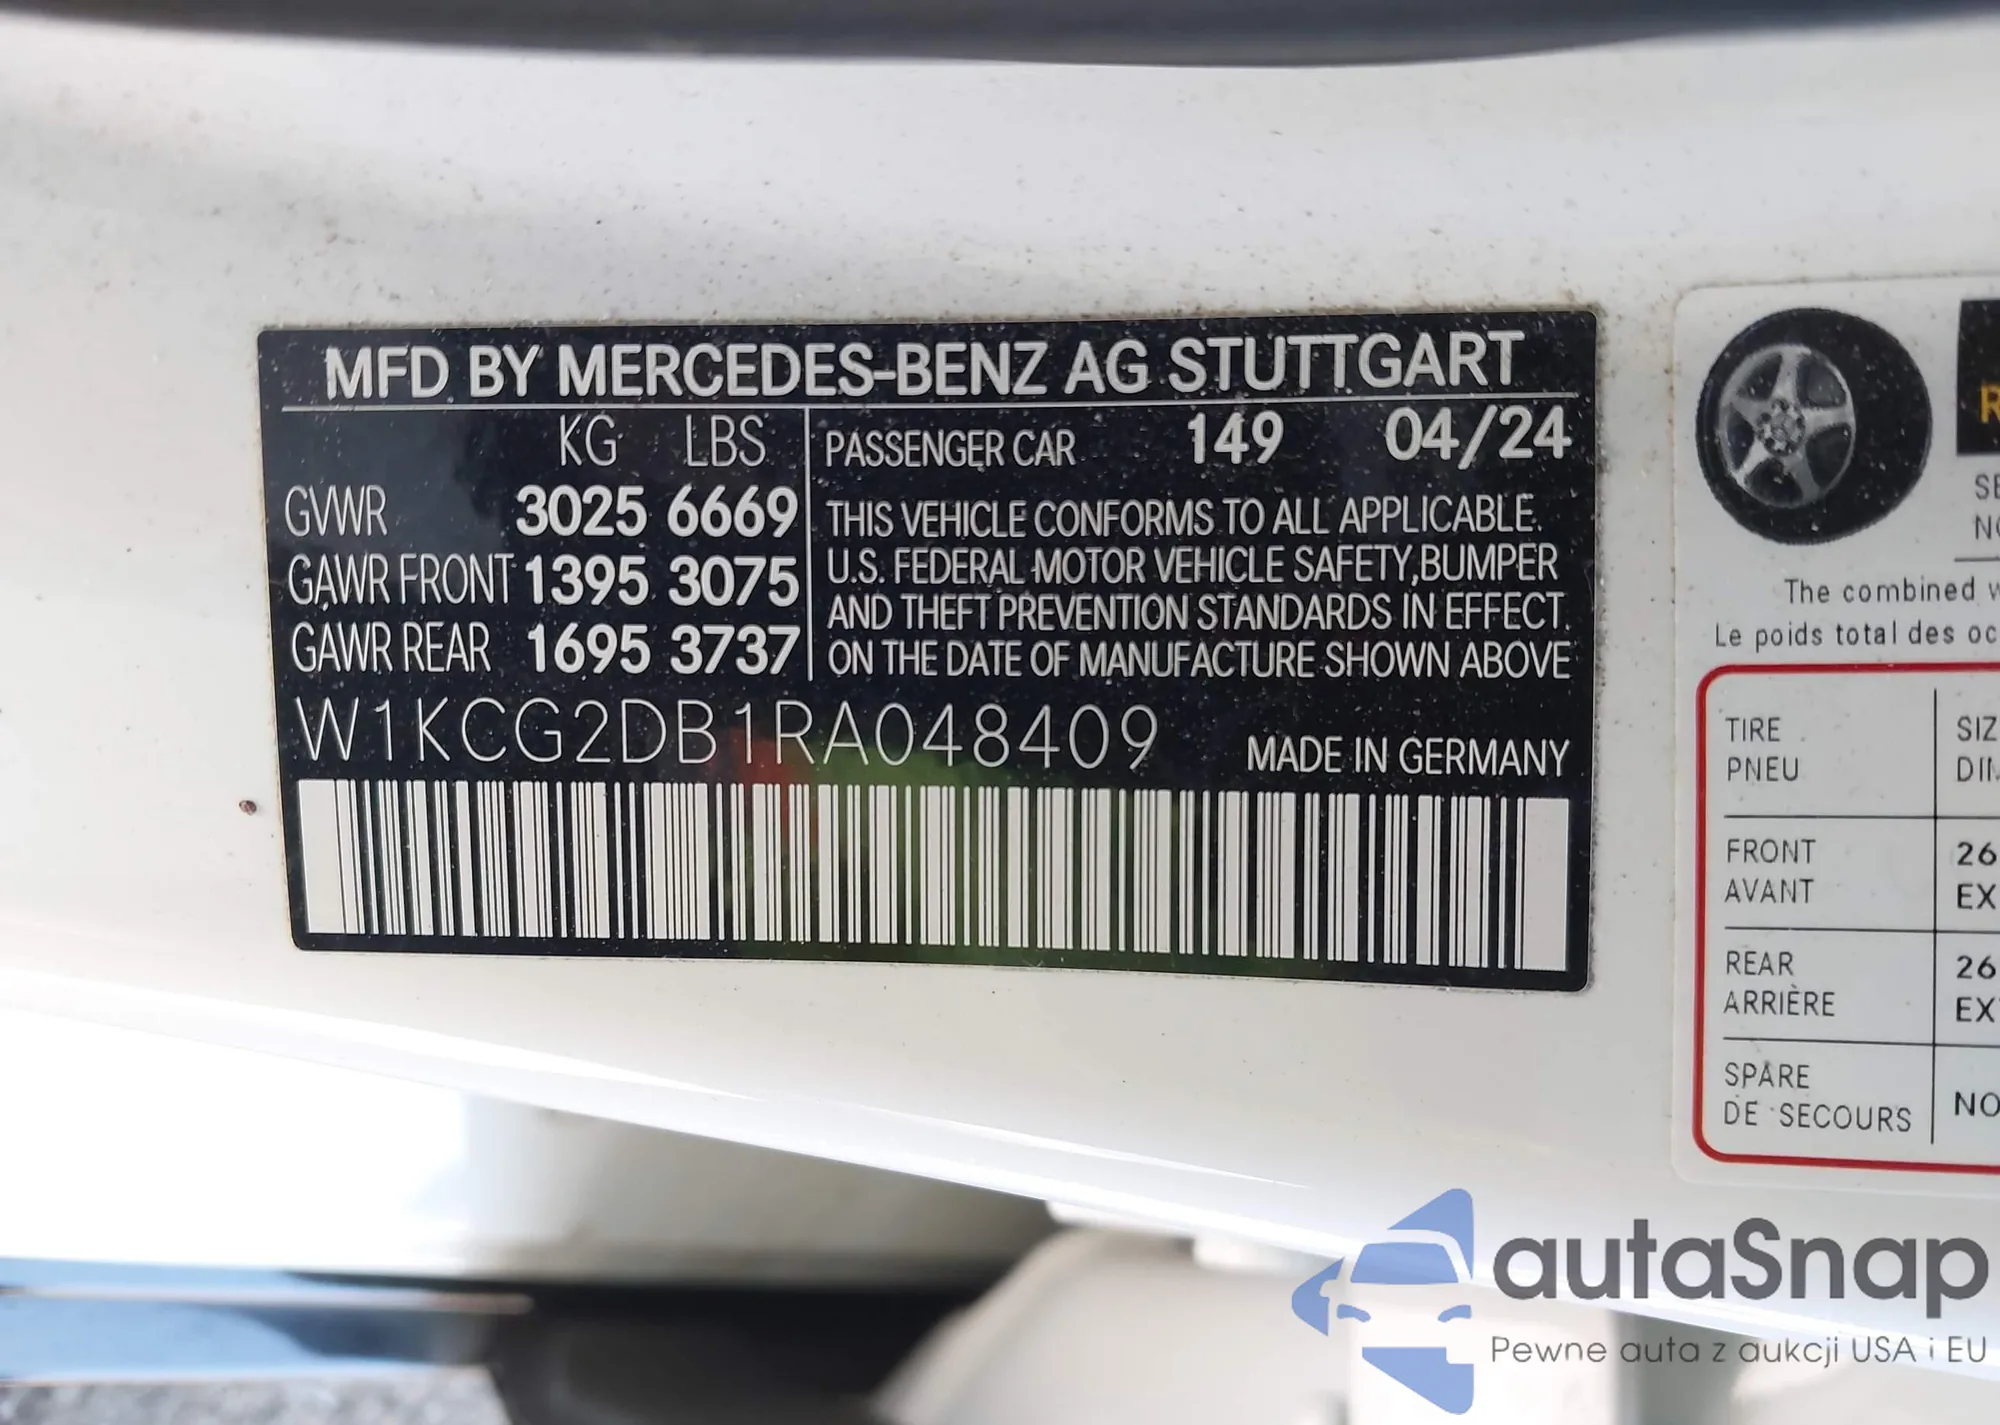 MFD BY MERCEDES-BENZ AG STUTTGART
KG LBS
GVWR 3025 6669
GAWR FRONT 1395 3075
GAWR REAR 1695 3737
PASSENGER CAR 149 04/24
THIS VEHICLE CONFORMS TO ALL APPLICABLE
U.S. FEDERAL MOTOR VEHICLE SAFETY, BUMPER
AND THEFT PREVENTION STANDARDS IN EFFECT
ON THE DATE OF MANUFACTURE SHOWN ABOVE
W1KCG2DB1RA048409
MADE IN GERMANY
The combined
Le poids total des
TIRE
PNEU
FRONT
AVANT
REAR
ARRIÈRE
SPARE
DE SECOURS
autaSnap
Pewne auta z aukcji USA i EU